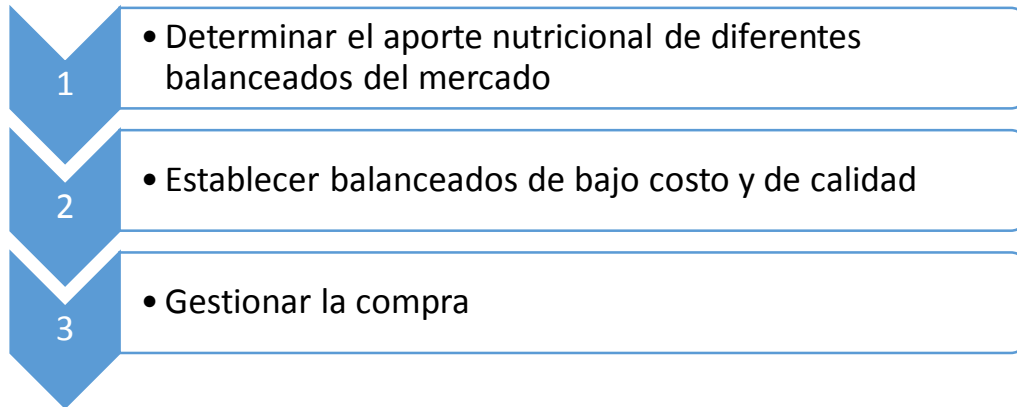 1
• Determinar el aporte nutricional de diferentes
balanceados del mercado
2
• Establecer balanceados de bajo costo y de calidad
3
• Gestionar la compra